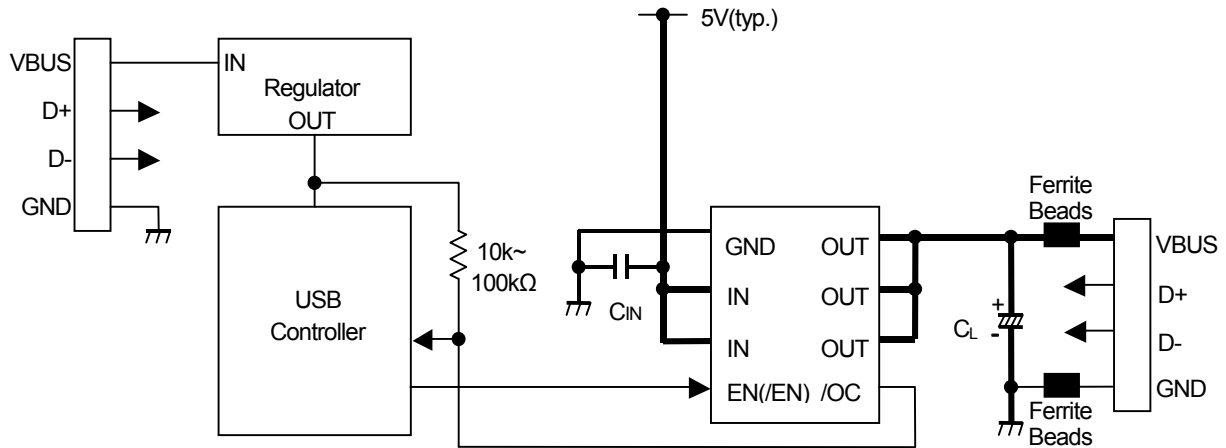 5V(typ.)
VBUS
D+
D-
GND
IN
Regulator
OUT
10k~
100kΩ
USB
Controller
CIN
GND
IN
IN
EN(/EN)
/OC
OUT
OUT
OUT
+
-
CL
Ferrite
Beads
VBUS
D+
D-
GND
Ferrite
Beads